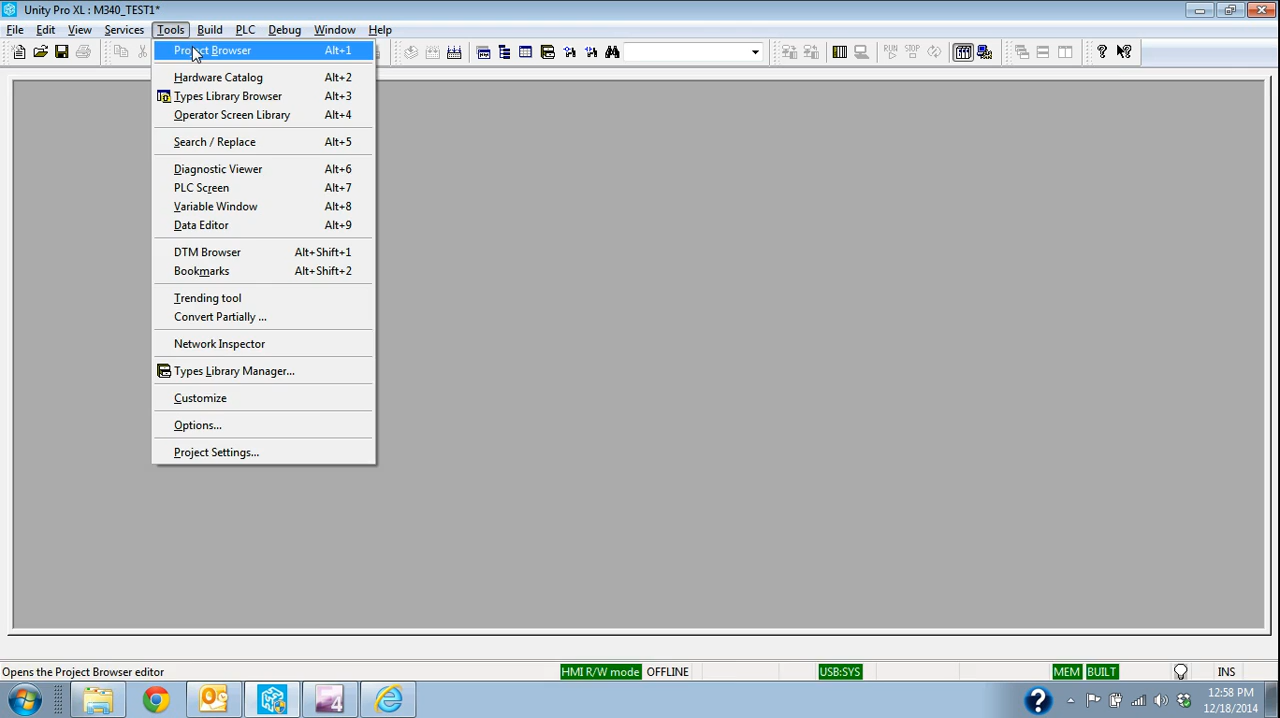 Unity Pro XL : M340_TEST1*
File Edit View Services Tools Build PLC Debug Window Help
Project Browser Alt+1
Hardware Catalog Alt+2
Types Library Browser Alt+3
Operator Screen Library Alt+4
Search / Replace Alt+5
Diagnostic Viewer Alt+6
PLC Screen Alt+7
Variable Window Alt+8
Data Editor Alt+9
DTM Browser Alt+Shift+1
Bookmarks Alt+Shift+2
Trending tool
Convert Partially ...
Network Inspector
Types Library Manager...
Customize
Options...
Project Settings...
RUN STOP
Opens the Project Browser editor HMI R/W mode OFFLINE USB:SYS MEM BUILT INS
12:58 PM
12/18/2014